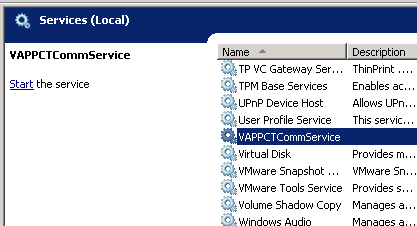 Services (Local)
VAPPCTCommService
Start the service
Name Description
TP VC Gateway Ser... ThinPrint ....
TPM Base Services Enables ac...
UPnP Device Host Allows UPn...
User Profile Service This servic...
VAPPCTCommService
Virtual Disk Provides m...
VMware Snapshot ... VMware Sn...
VMware Tools Service Provides s...
Volume Shadow Copy Manages a...
Windows Audio Manages a...